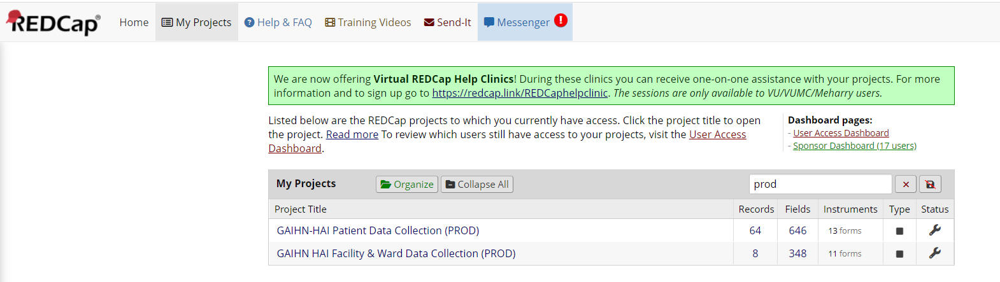 REDCap®
Home My Projects Help & FAQ Training Videos Send-It Messenger !
We are now offering Virtual REDCap Help Clinics! During these clinics you can receive one-on-one assistance with your projects. For more
information and to sign up go to https://redcap.link/REDCaphelpclinic. The sessions are only available to VU/VUMC/Meharry users.
Listed below are the REDCap projects to which you currently have access. Click the project title to open
the project. Read more To review which users still have access to your projects, visit the User Access
Dashboard.
Dashboard pages:
- User Access Dashboard
- Sponsor Dashboard (17 users)
My Projects Organize Collapse All prod
Project Title Records Fields Instruments Type Status
GAIHN-HAI Patient Data Collection (PROD) 64 646 13 forms
GAIHN HAI Facility & Ward Data Collection (PROD) 8 348 11 forms